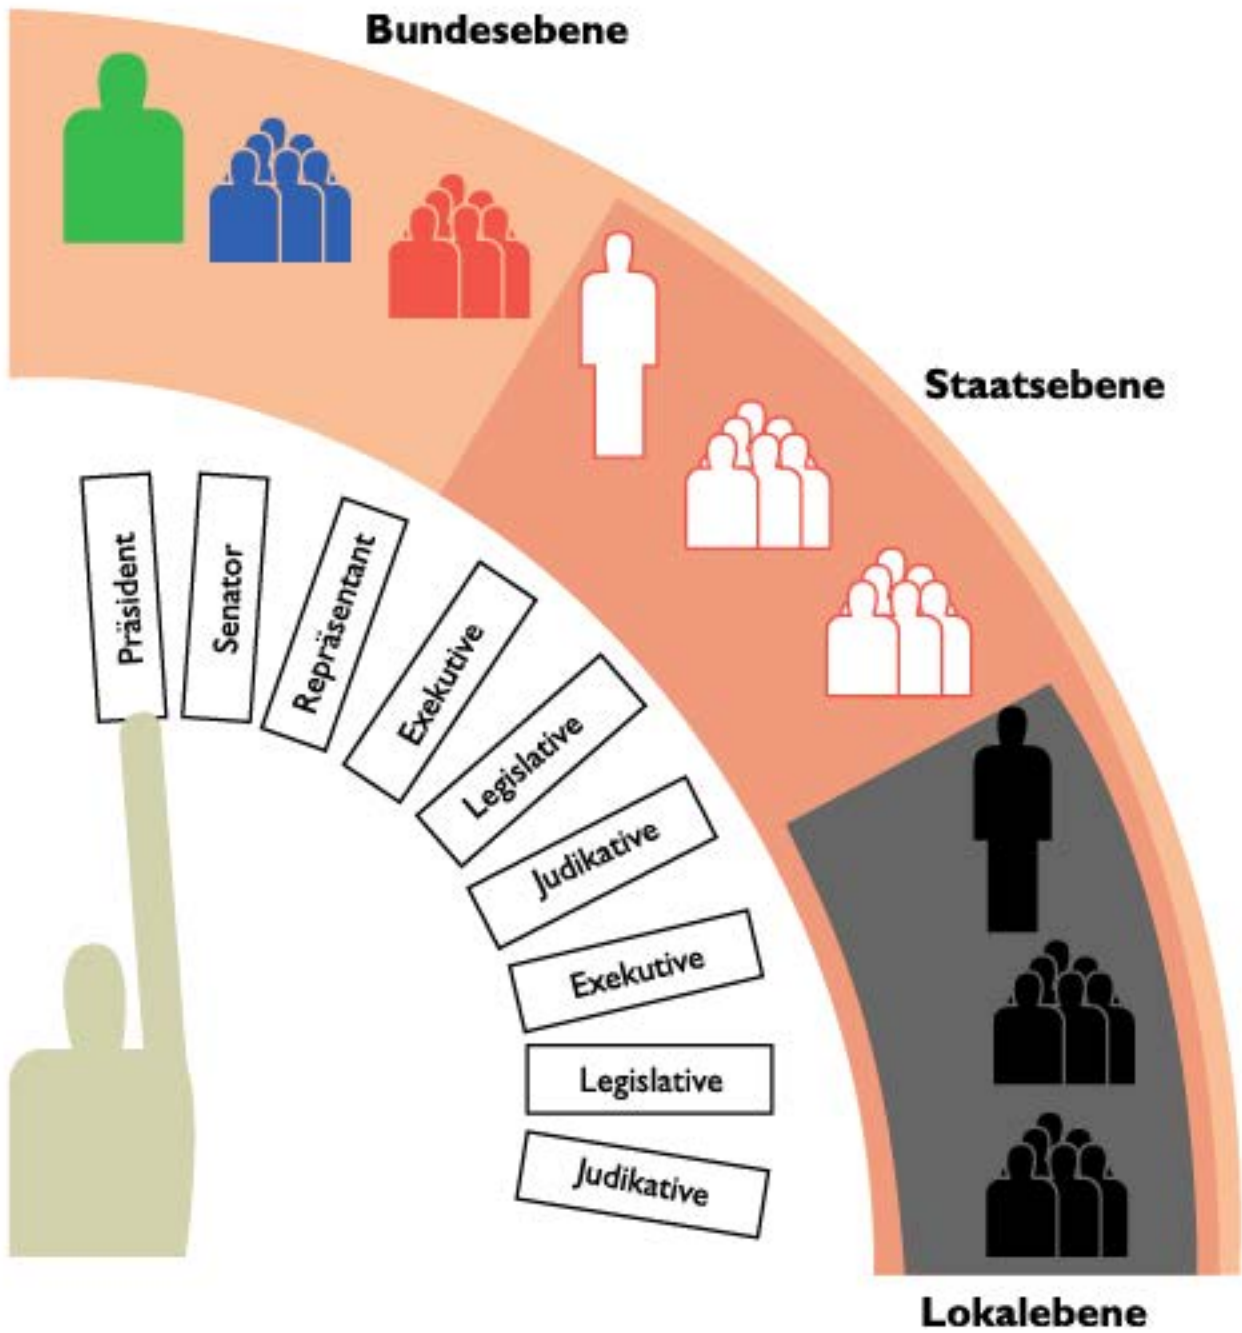 Bundesebene
Staatsebene
Präsident
Senator
Repräsentant
Exekutive
Legislative
Judikative
Exekutive
Legislative
Judikative
Lokalebene